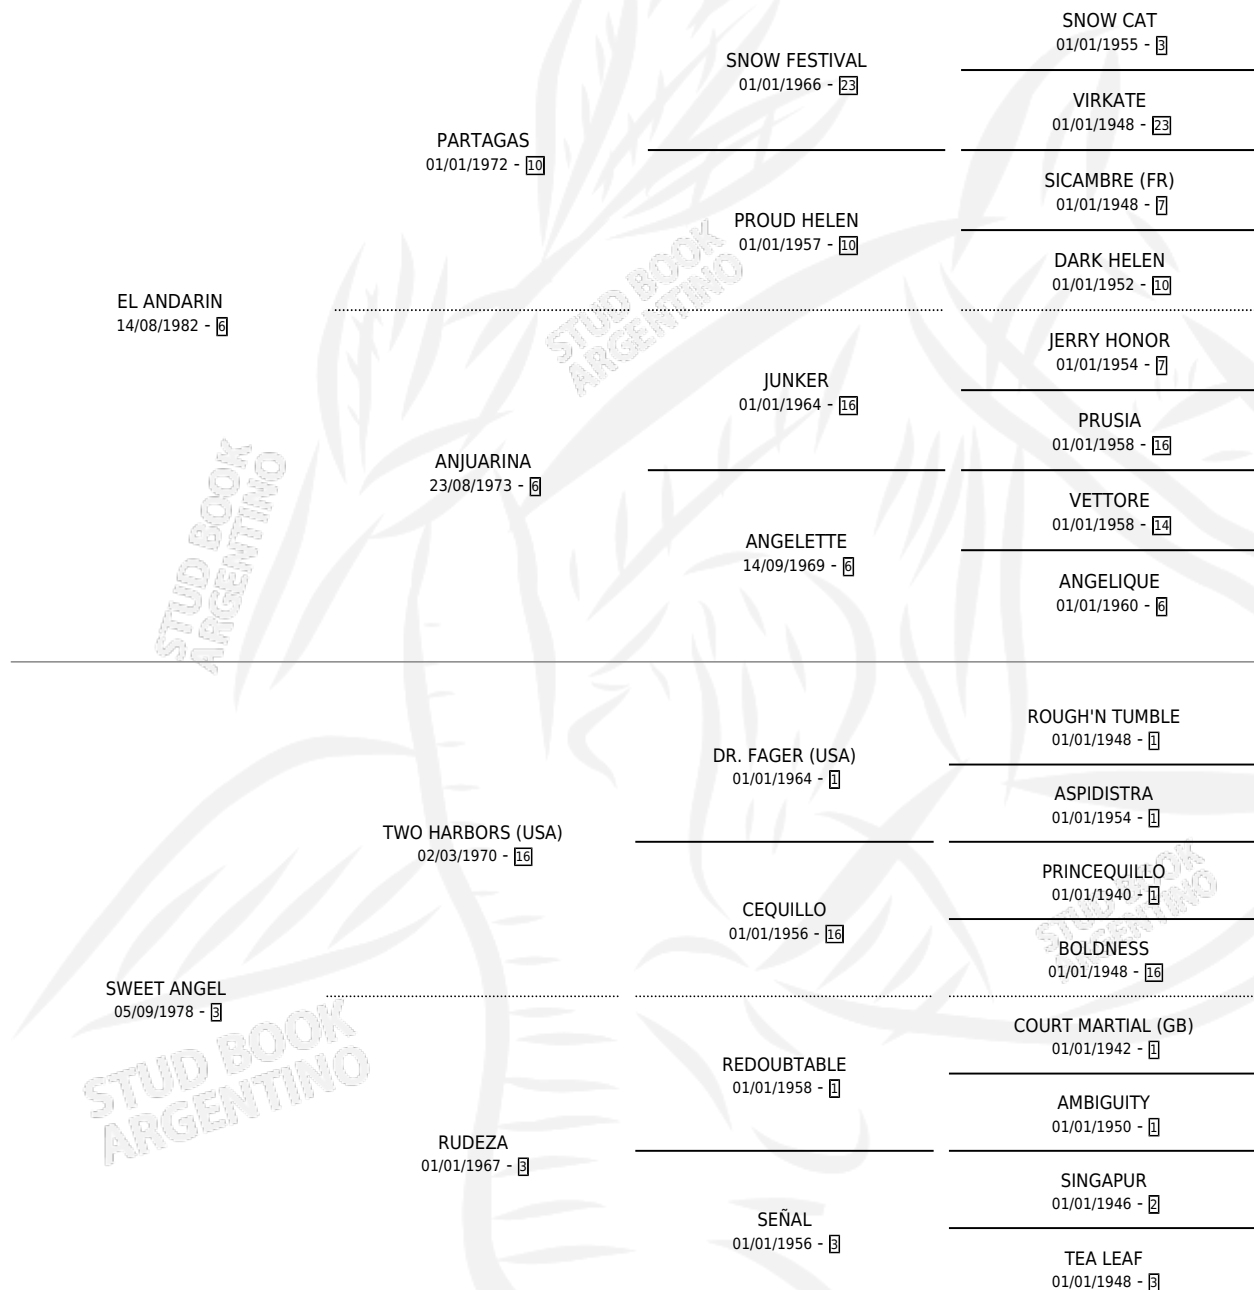 SNOW CAT
01/01/1955 - 3
SNOW FESTIVAL
01/01/1966 - 23
VIRKATE
01/01/1948 - 23
PARTAGAS
01/01/1972 - 10
SICAMBRE (FR)
01/01/1948 - 7
PROUD HELEN
01/01/1957 - 10
DARK HELEN
01/01/1952 - 10
EL ANDARIN
14/08/1982 - 6
STUD BOOK
ARGENTINO
JERRY HONOR
01/01/1954 - 7
JUNKER
01/01/1964 - 16
PRUSIA
01/01/1958 - 16
ANJUARINA
23/08/1973 - 6
VETTORE
01/01/1958 - 14
ANGELETTE
14/09/1969 - 6
ANGELIQUE
01/01/1960 - 6
STUD BOOK
ARGENTINO
ROUGH'N TUMBLE
01/01/1948 - 1
DR. FAGER (USA)
01/01/1964 - 1
ASPIDISTRA
01/01/1954 - 1
TWO HARBORS (USA)
02/03/1970 - 16
PRINCEQUILLO
01/01/1940 - 1
CEQUILLO
01/01/1956 - 16
STUD BOOK
ARGENTINO
BOLDNESS
01/01/1948 - 16
SWEET ANGEL
05/09/1978 - 3
STUD BOOK
ARGENTINO
COURT MARTIAL (GB)
01/01/1942 - 1
REDOUBTABLE
01/01/1958 - 1
AMBIGUITY
01/01/1950 - 1
RUDEZA
01/01/1967 - 3
SINGAPUR
01/01/1946 - 2
SEÑAL
01/01/1956 - 3
TEA LEAF
01/01/1948 - 3